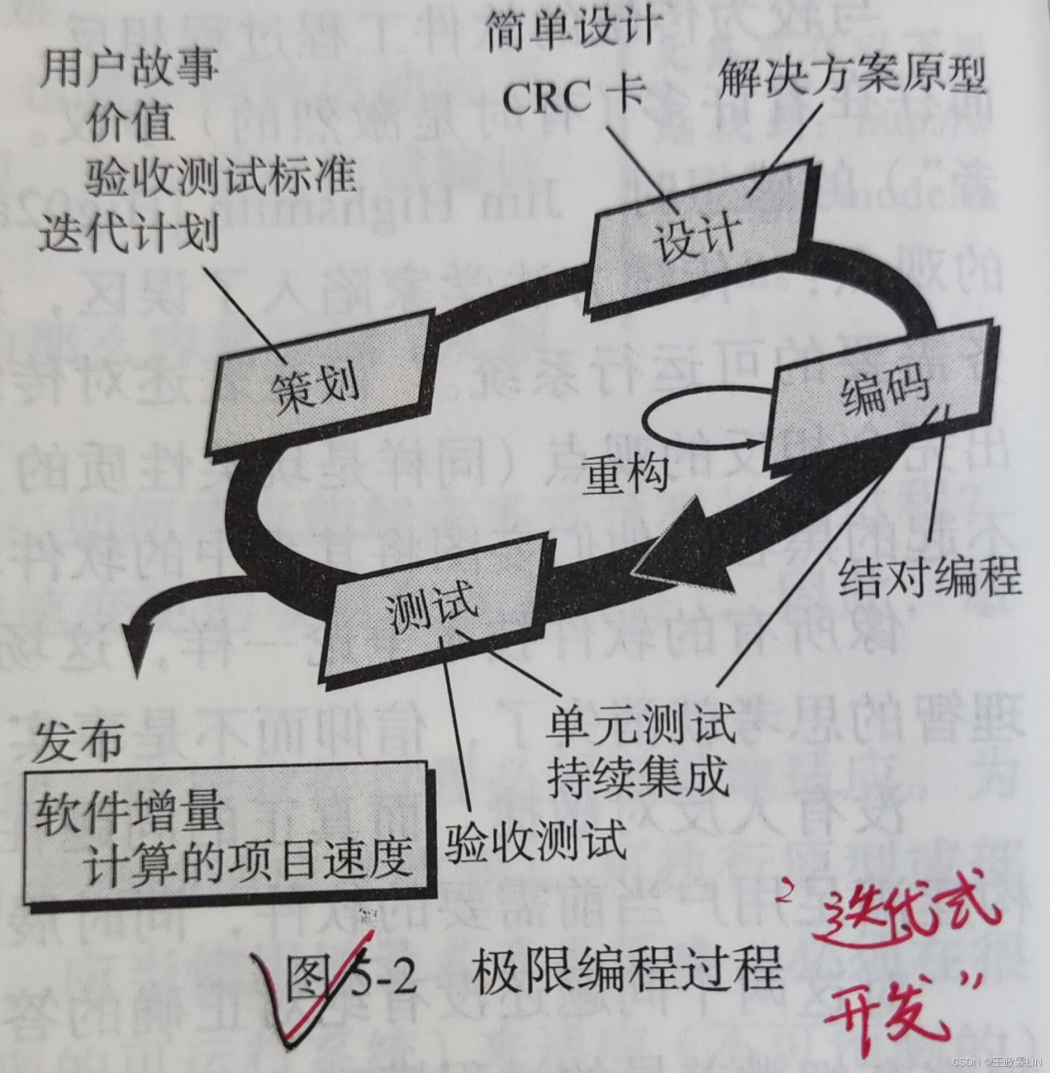 用户故事
价值
验收测试标准
迭代计划
简单设计
CRC 卡
解决方案原型
设计
策划
编码
重构
结对编程
测试
单元测试
持续集成
验收测试
发布
软件增量
计算的项目速度
图 5-2 极限编程过程
“迭代式
开发”
CSDN @王政霖LIN